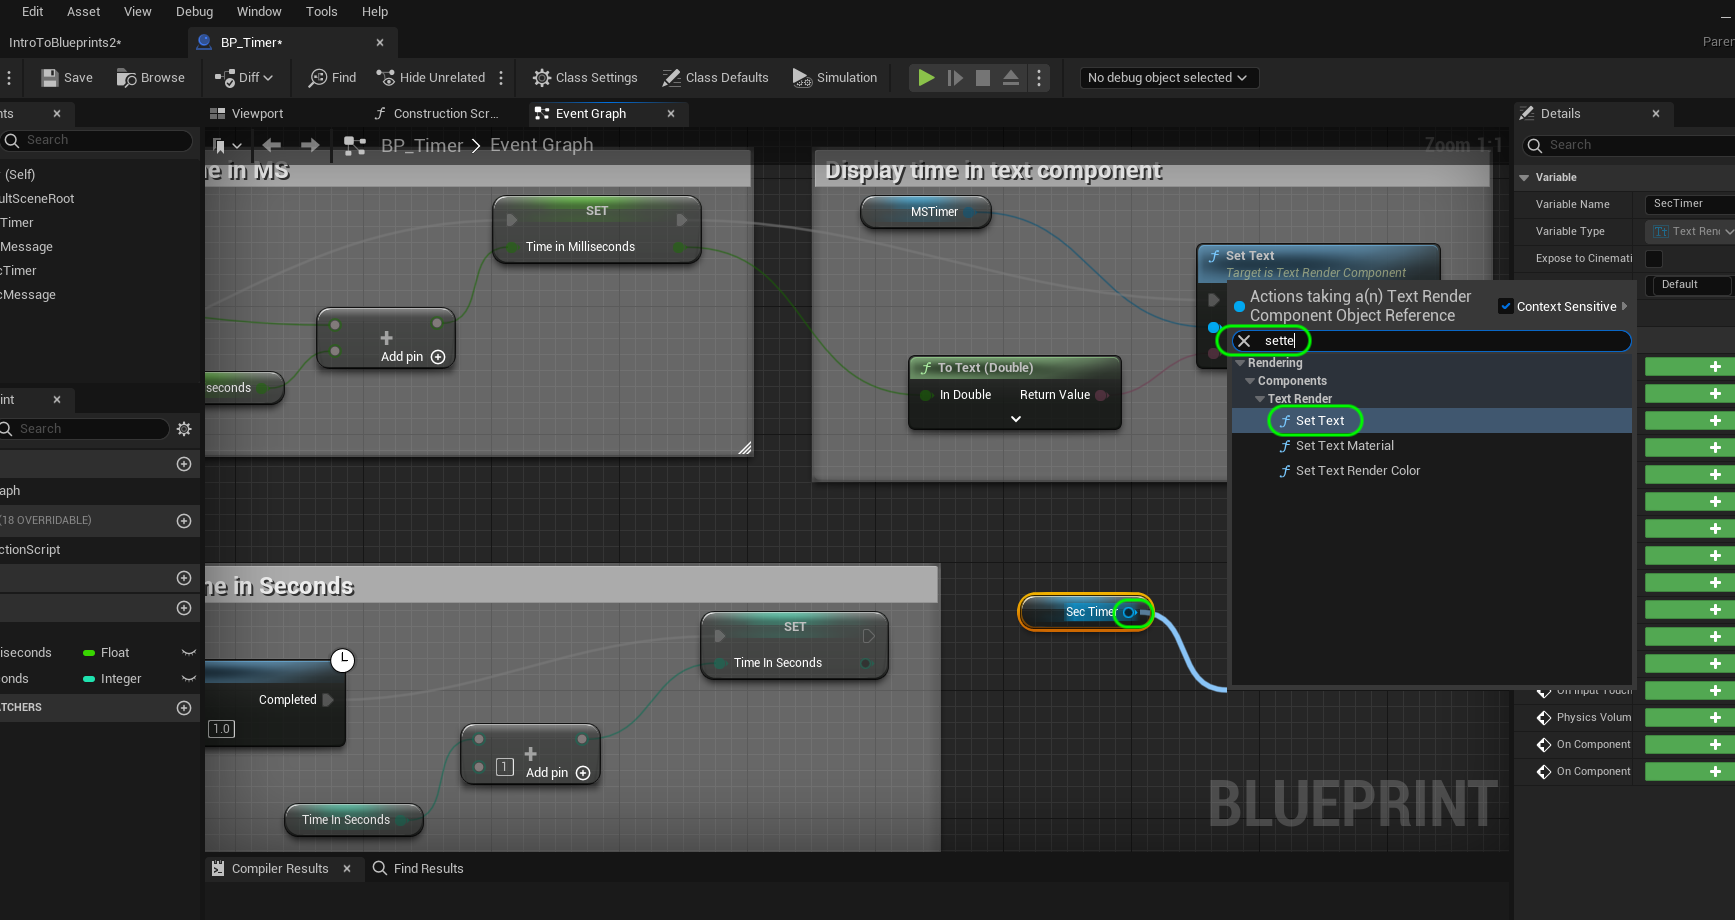 Edit Asset View Debug Window Tools Help
IntroToBlueprints2* BP_Timer*
Paren
Save Browse Diff Find Hide Unrelated Class Settings Class Defaults Simulation No debug object selected
nts
Viewport Construction Scr... Event Graph Details
Search
BP_Timer > Event Graph
Zoom 1:1
Search
(Self)
ultSceneRoot
Timer
Message
cTimer
cMessage
ne in MS
SET
Time in Milliseconds
Add pin
seconds
Display time in text component
MSTimer
Set Text
Target is Text Render Component
To Text (Double)
In Double Return Value
Actions taking a(n) Text Render
Component Object Reference
Context Sensitive
sette
Rendering
Components
Text Render
Set Text
Set Text Material
Set Text Render Color
Variable
Variable Name SecTimer
Variable Type Text Ren
Expose to Cinemati
Default
int
Search
aph
(18 OVERRIDABLE)
ctionScript
iseconds Float
onds Integer
TCHERS
ne in Seconds
SET
Time In Seconds
Completed
1.0
1
Add pin
Time In Seconds
Sec Timer
BLUEPRINT
On Input Touch
Physics Volum
On Component
On Component
Compiler Results Find Results